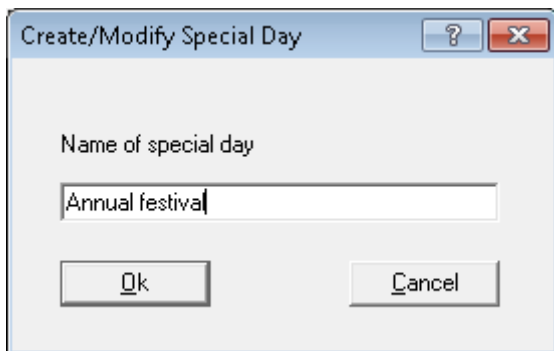 Create/Modify Special Day ?
Name of special day
Annual festival
Ok Cancel